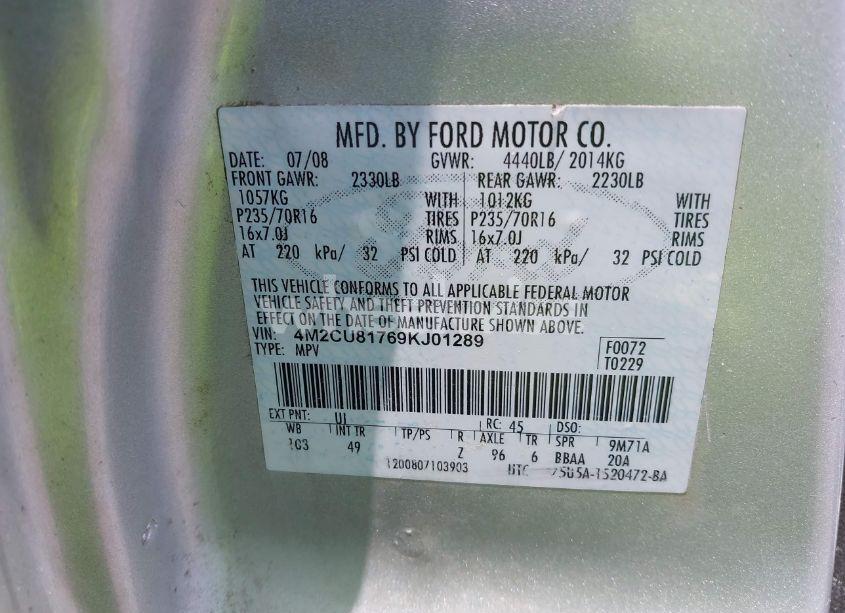 MFD. BY FORD MOTOR CO.
DATE: 07/08 GVWR: 4440LB/ 2014KG
FRONT GAWR: 2330LB REAR GAWR: 2230LB
1057KG WITH 1012KG WITH
P235/70R16 TIRES P235/70R16 TIRES
16x7.0J RIMS 16x7.0J RIMS
AT 220 kPa/ 32 PSI COLD AT 220 kPa/ 32 PSI COLD
THIS VEHICLE CONFORMS TO ALL APPLICABLE FEDERAL MOTOR
VEHICLE SAFETY AND THEFT PREVENTION STANDARDS IN
EFFECT ON THE DATE OF MANUFACTURE SHOWN ABOVE.
VIN: 4M2CU81769KJ01289
TYPE: MPV
F0072
T0229
EXT PNT: UJ RC: 45 DSO:
WB INT TR TP/PS R AXLE TR SPR 9M71A
103 49 Z 96 6 BBAA 20A
1200807103903 UTC